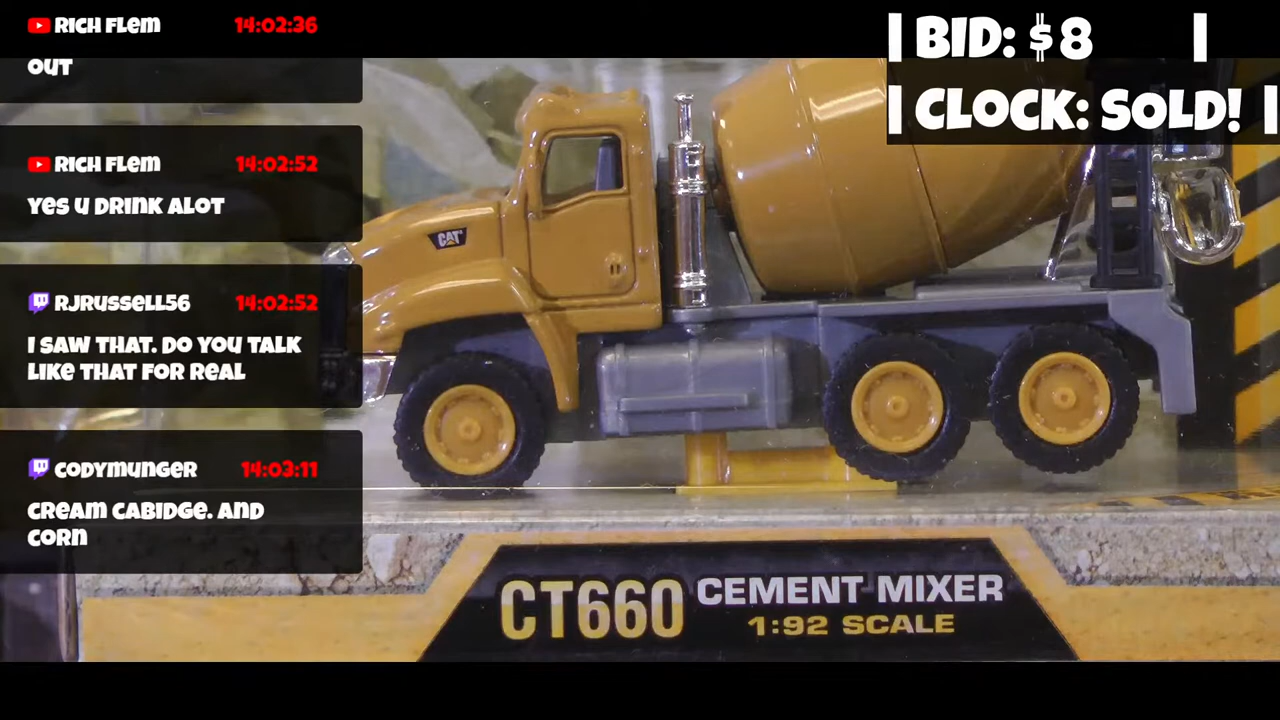 RICH FLEM 14:02:36
OUT
RICH FLEM 14:02:52
YES U DRINK ALOT
RJRUSSELL56 14:02:52
I SAW THAT. DO YOU TALK
LIKE THAT FOR REAL
CODYMUNGER 14:03:11
CREAM CABIDGE. AND
CORN
| BID: $8 |
| CLOCK: SOLD! |
CAT
CT660 CEMENT MIXER
1:92 SCALE